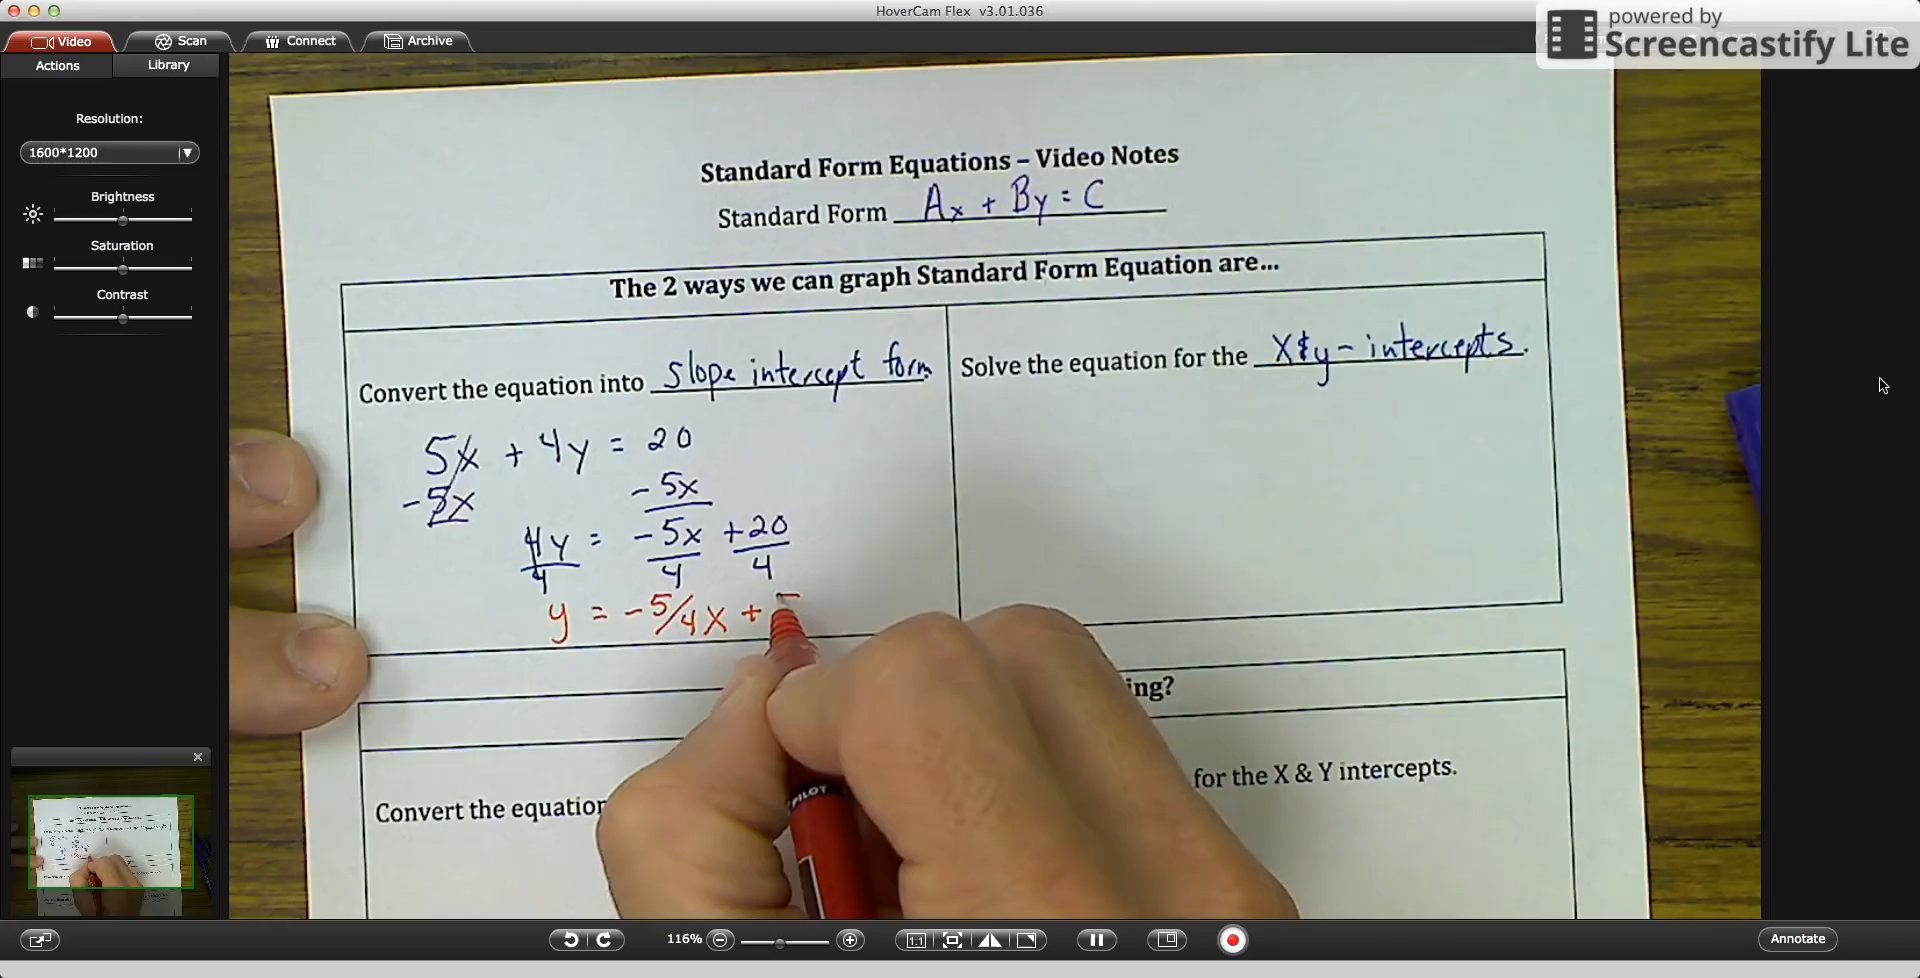 HoverCam Flex v3.01.036
powered by
Screencastify Lite
Video Scan Connect Archive
Actions Library
Resolution:
1600*1200
Brightness
Saturation
Contrast
Standard Form Equations – Video Notes
Standard Form Ax + By = C
The 2 ways we can graph Standard Form Equation are...
Convert the equation into slope intercept form
5x + 4y = 20
-5x -5x
4y = -5x +20
4 4 4
y = -5/4x +
Solve the equation for the X & y - intercepts.
ing?
Convert the equation
for the X & Y intercepts.
PILOT
116%
1:1
Annotate